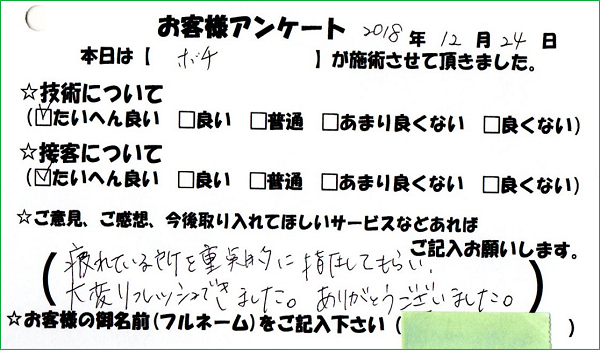 お客様アンケート 2018 年 12 月 24 日
本日は【 ボチ 】が施術させて頂きました。
☆技術について
(☑たいへん良い □良い □普通 □あまり良くない □良くない)
☆接客について
(☑たいへん良い □良い □普通 □あまり良くない □良くない)
☆ご意見、ご感想、今後取り入れてほしいサービスなどあれば
ご記入お願いします。
(疲れている所を重点的に指圧してもらい、
大変リフレッシュできました。ありがとうございました。)
☆お客様の御名前(フルネーム)をご記入下さい( )